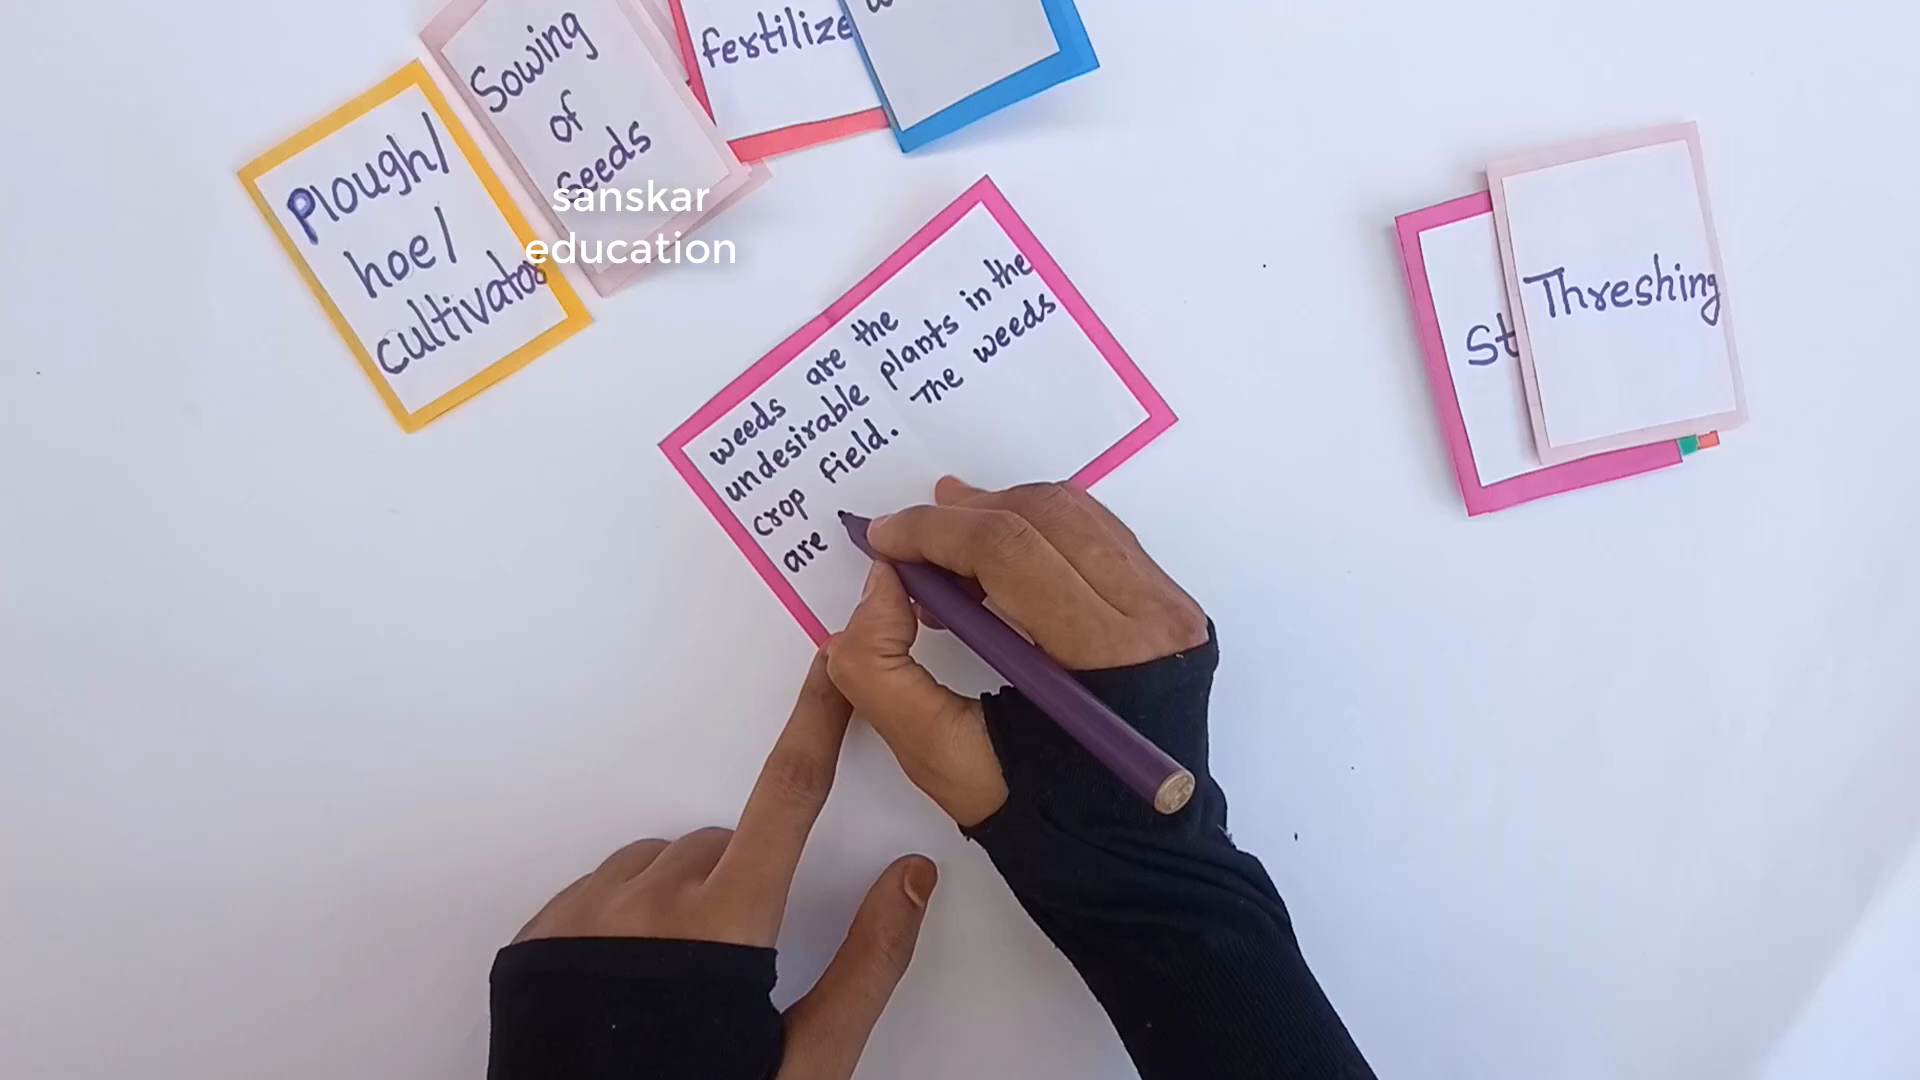 Plough/
hoe/
cultivator
Sowing
of
seeds
fertilize
sanskar
education
weeds are the
undesirable plants in the
crop field. The weeds
are
St
Threshing